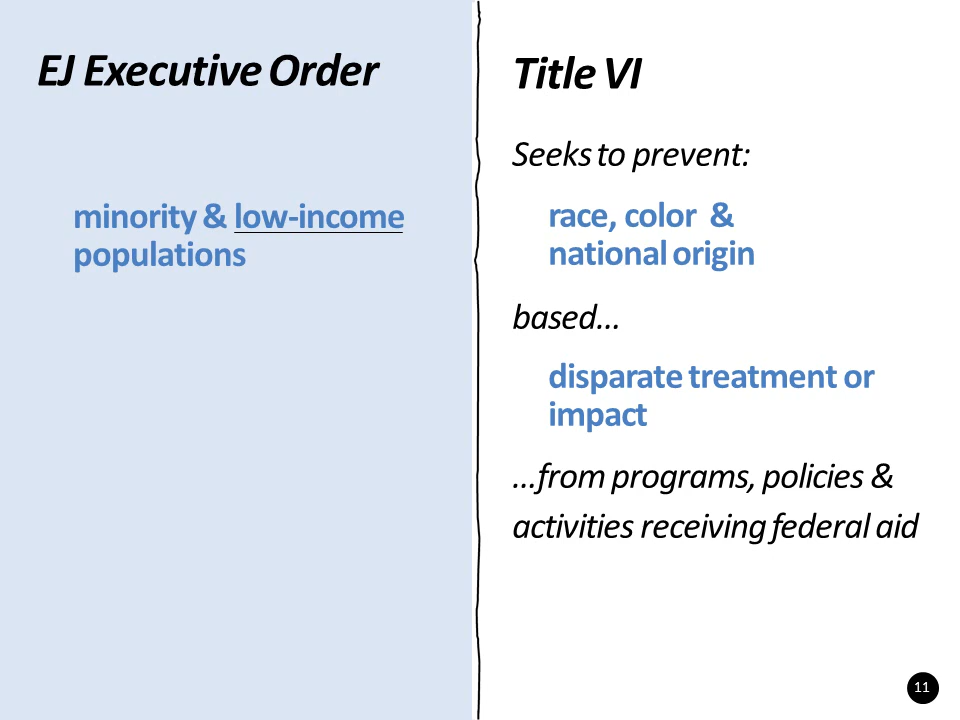 EJ Executive Order
minority & low-income
populations
Title VI
Seeks to prevent:
race, color &
national origin
based…
disparate treatment or
impact
…from programs, policies &
activities receiving federal aid
11